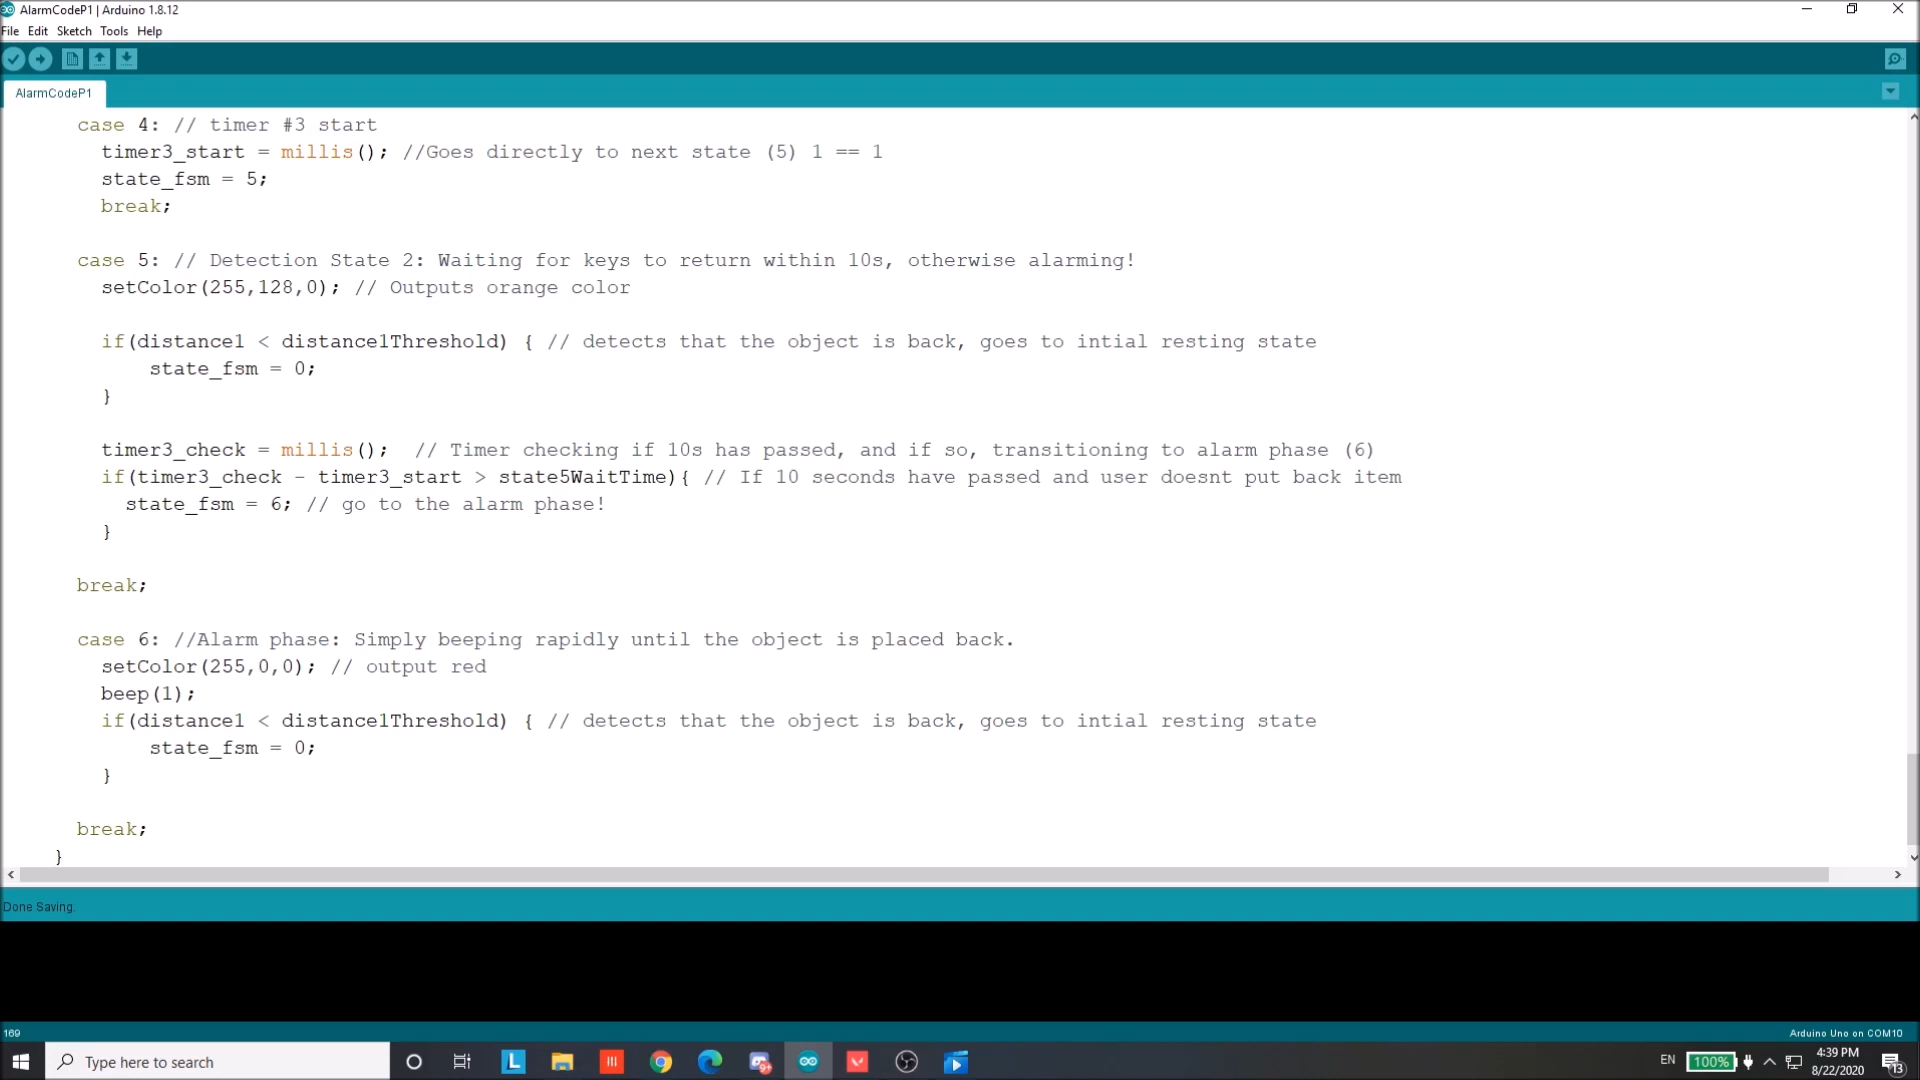 AlarmCodeP1 | Arduino 1.8.12
File Edit Sketch Tools Help
AlarmCodeP1
case 4: // timer #3 start
timer3_start = millis(); //Goes directly to next state (5) 1 == 1
state_fsm = 5;
break;
case 5: // Detection State 2: Waiting for keys to return within 10s, otherwise alarming!
setColor(255,128,0); // Outputs orange color
if(distance1 < distance1Threshold) { // detects that the object is back, goes to intial resting state
state_fsm = 0;
}
timer3_check = millis();  // Timer checking if 10s has passed, and if so, transitioning to alarm phase (6)
if(timer3_check - timer3_start > state5WaitTime){ // If 10 seconds have passed and user doesnt put back item
state_fsm = 6; // go to the alarm phase!
}
break;
case 6: //Alarm phase: Simply beeping rapidly until the object is placed back.
setColor(255,0,0); // output red
beep(1);
if(distance1 < distance1Threshold) { // detects that the object is back, goes to intial resting state
state_fsm = 0;
}
break;
}
Done Saving.
169
Arduino Uno on COM10
Type here to search
L
9+
EN
100%
4:39 PM
8/22/2020
13